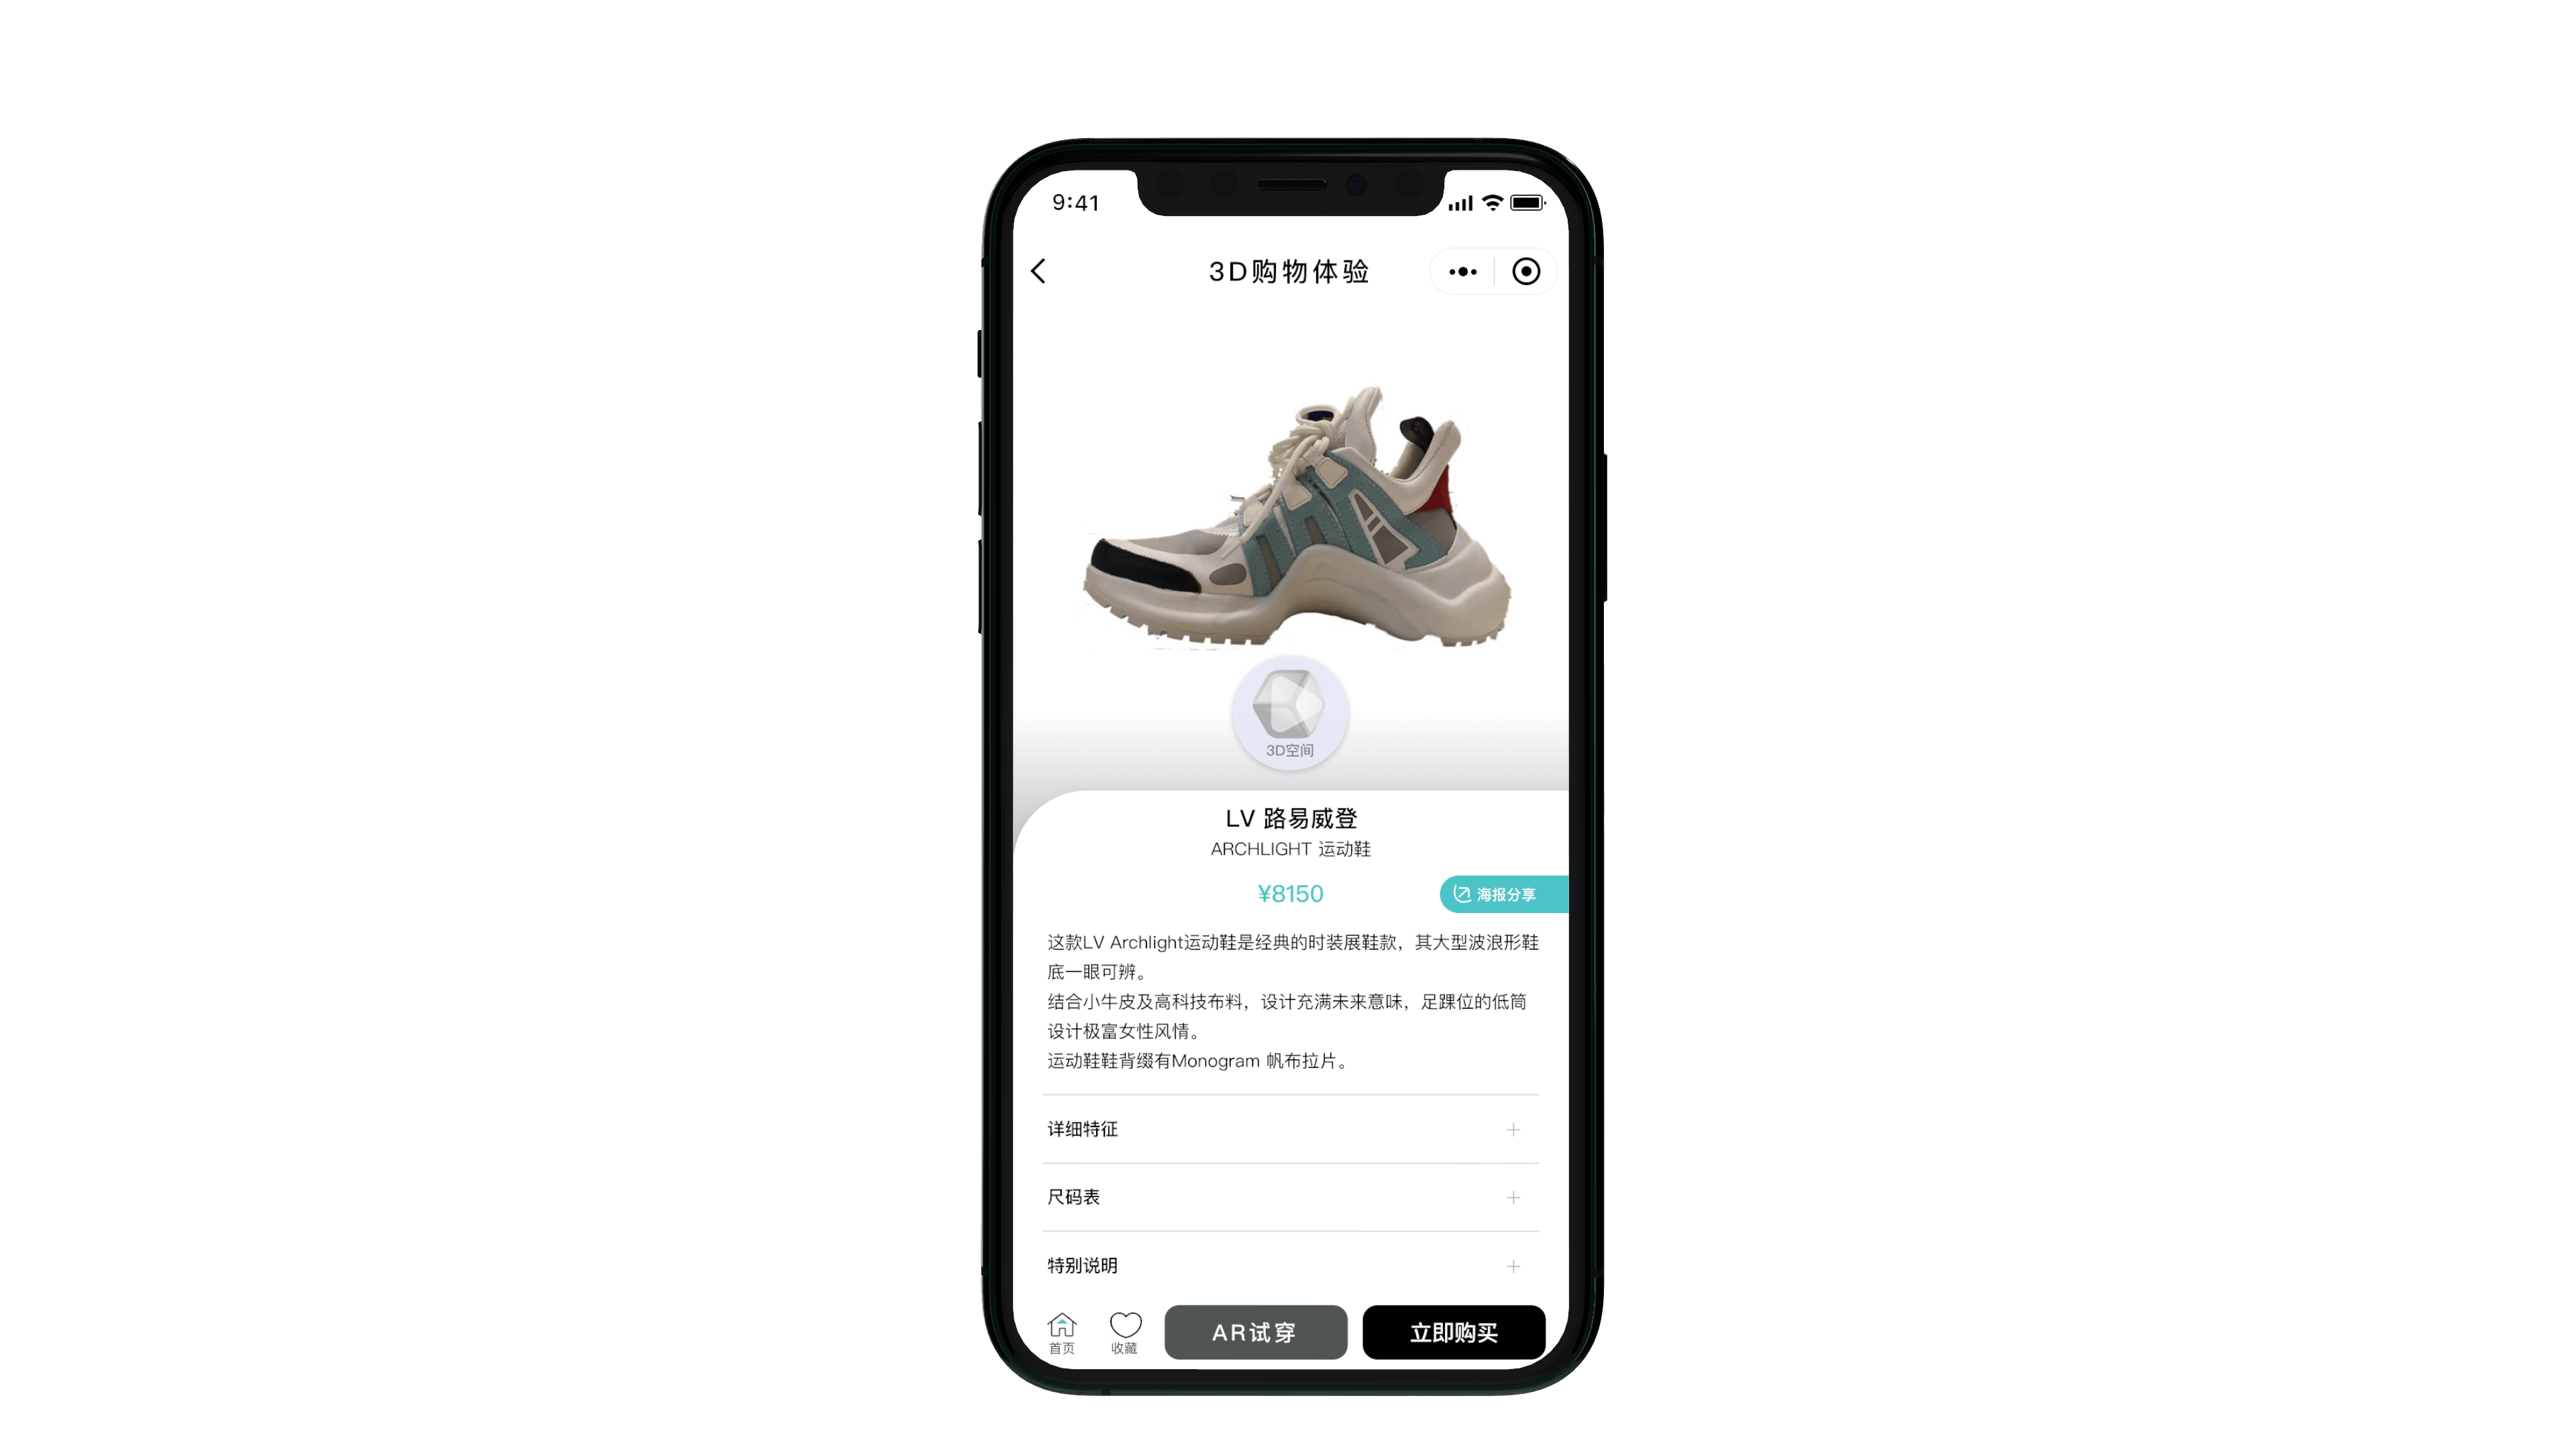 9:41
3D购物体验
3D空间
LV 路易威登
ARCHLIGHT 运动鞋
¥8150
海报分享
这款LV Archlight运动鞋是经典的时装展鞋款，其大型波浪形鞋
底一眼可辨。
结合小牛皮及高科技布料，设计充满未来意味，足踝位的低筒
设计极富女性风情。
运动鞋鞋背缀有Monogram 帆布拉片。
详细特征
尺码表
特别说明
首页
收藏
AR试穿
立即购买